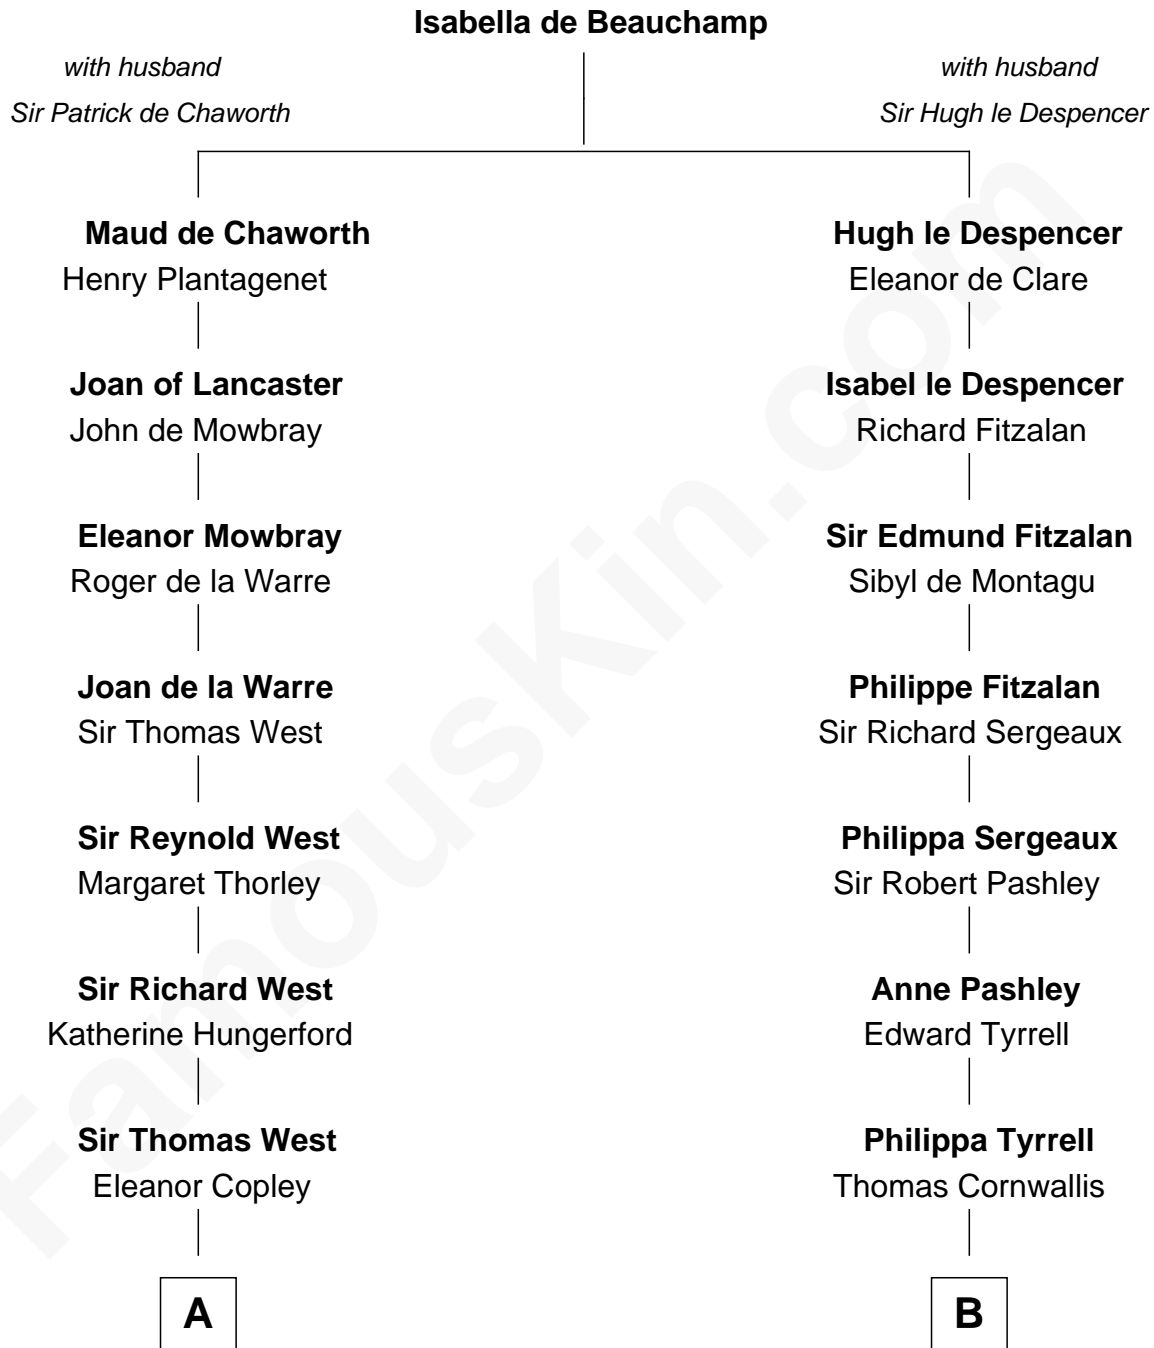 Isabella de Beauchamp
with husband
Sir Patrick de Chaworth
with husband
Sir Hugh le Despencer
Maud de Chaworth
Henry Plantagenet
Hugh le Despencer
Eleanor de Clare
Joan of Lancaster
John de Mowbray
Isabel le Despencer
Richard Fitzalan
Eleanor Mowbray
Roger de la Warre
Sir Edmund Fitzalan
Sibyl de Montagu
Joan de la Warre
Sir Thomas West
Philippe Fitzalan
Sir Richard Sergeaux
Sir Reynold West
Margaret Thorley
Philippa Sergeaux
Sir Robert Pashley
Sir Richard West
Katherine Hungerford
Anne Pashley
Edward Tyrrell
Sir Thomas West
Eleanor Copley
Philippa Tyrrell
Thomas Cornwallis
A
B
FamousKin.com